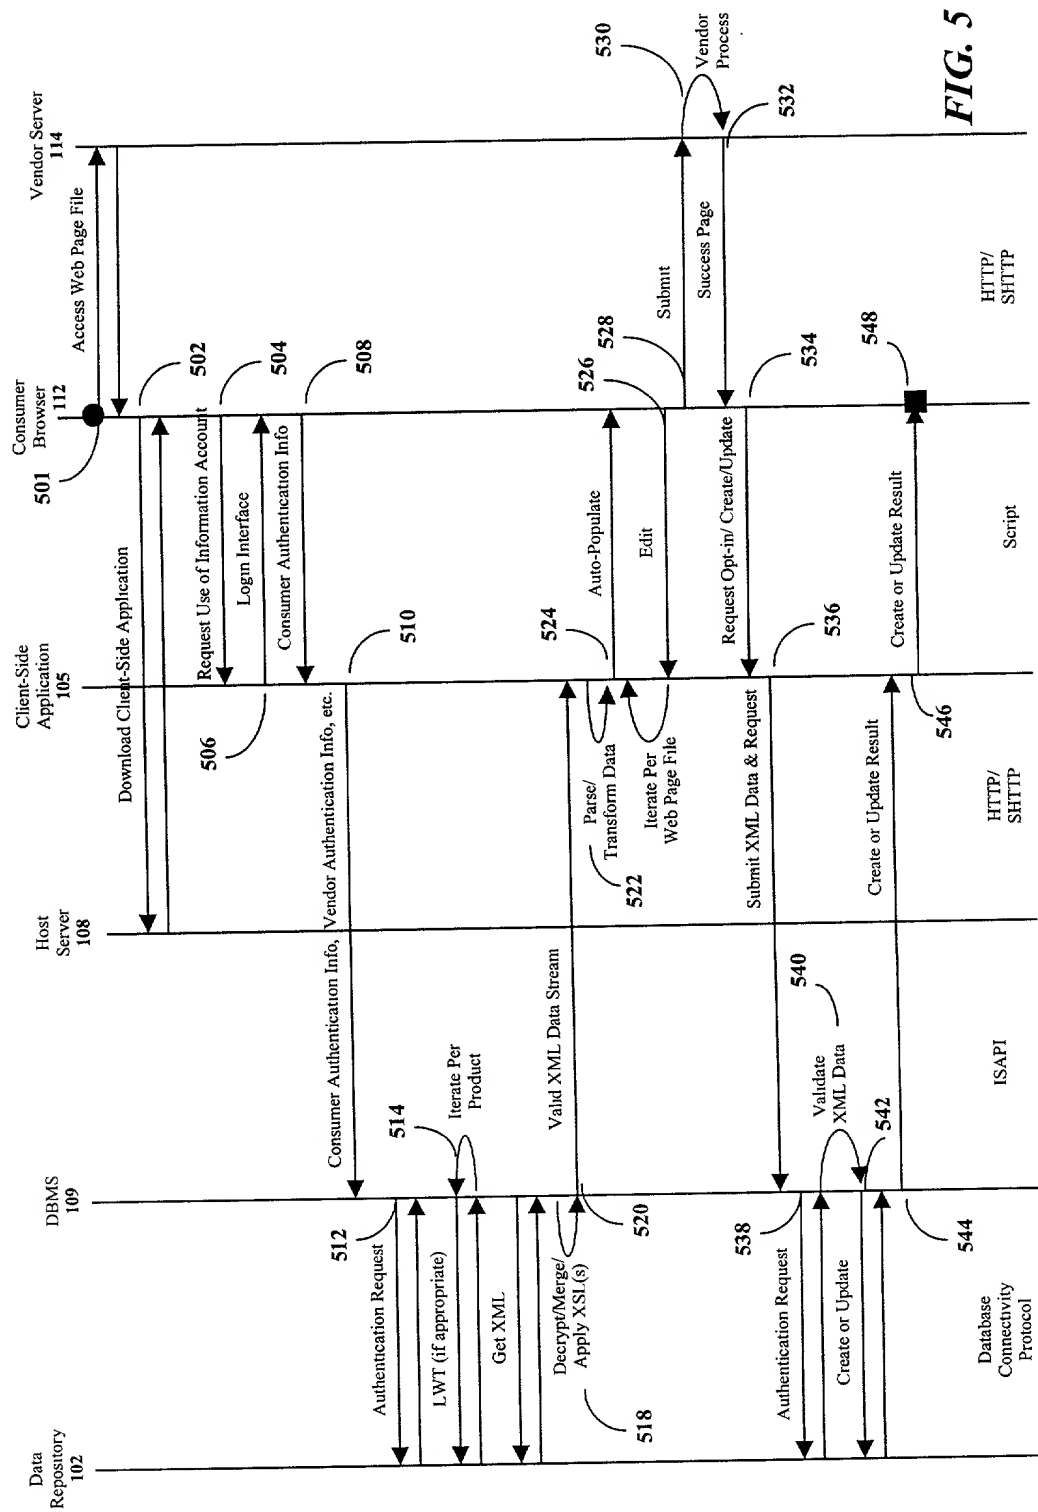 Data
Repository
102
DBMS
109
Host
Server
108
Client-Side
Application
105
Consumer
Browser
112
Vendor Server
114
501
Access Web Page File
Download Client-Side Application
502
Request Use of Information Account
504
Login Interface
506
Consumer Authentication Info
508
Consumer Authentication Info, Vendor Authentication Info, etc.
510
512
Authentication Request
LWT (if appropriate)
514
Iterate Per
Product
Get XML
Decrypt/Merge/
Apply XSL(s)
518
Valid XML Data Stream
520
Parse/
Transform Data
522
524
Auto-Populate
Iterate Per
Web Page File
Edit
526
528
Submit
530
Vendor
Process
Success Page
532
Request Opt-in/ Create/Update
534
Submit XML Data & Request
536
538
Authentication Request
540
Validate
XML Data
Create or Update
542
544
Create or Update Result
546
Create or Update Result
548
Database
Connectivity
Protocol
ISAPI
HTTP/
SHTTP
Script
HTTP/
SHTTP
FIG. 5